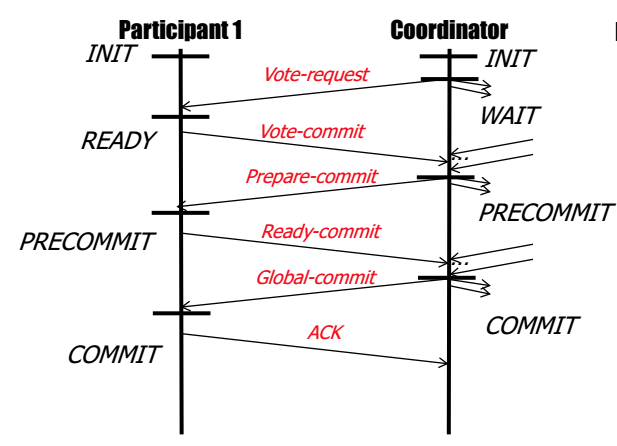 Participant 1 Coordinator
INIT INIT
Vote-request
WAIT
READY Vote-commit
...
Prepare-commit
PRECOMMIT
PRECOMMIT Ready-commit
...
Global-commit
COMMIT
ACK
COMMIT